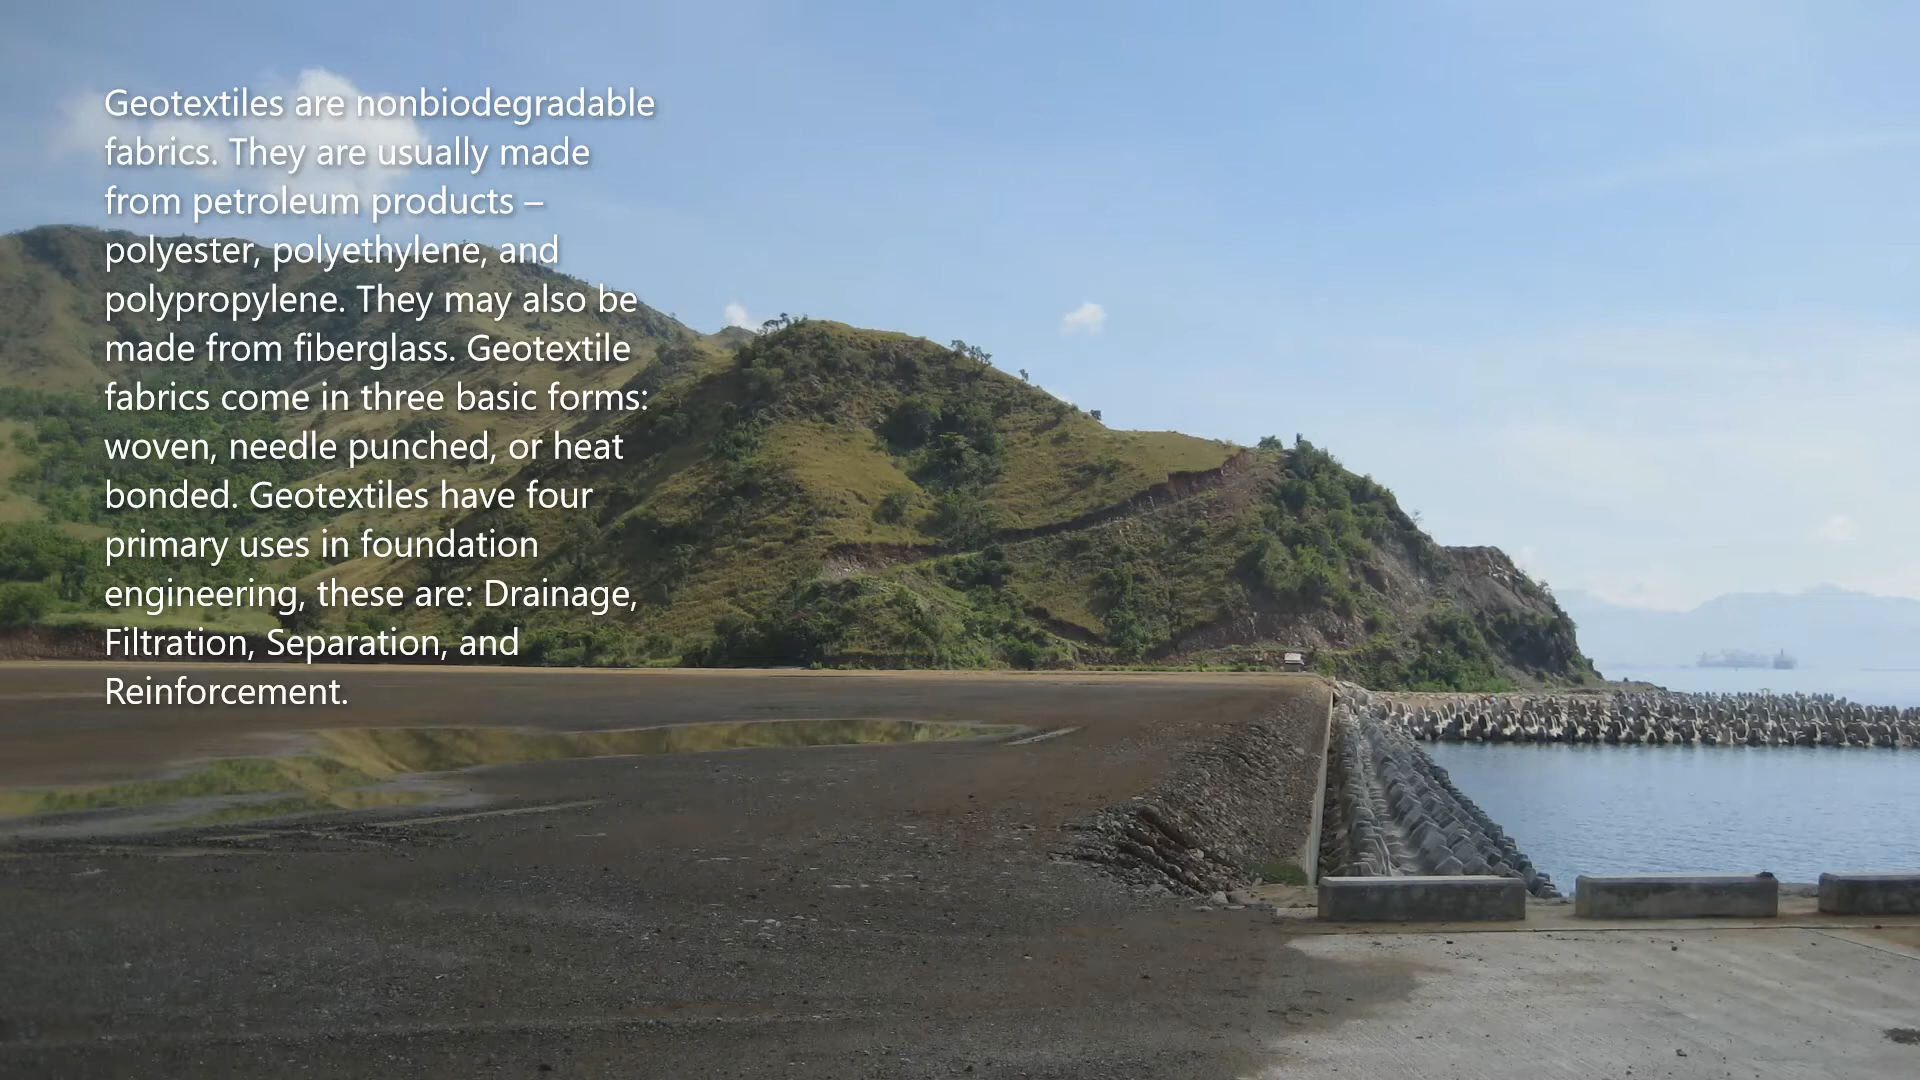 Geotextiles are nonbiodegradable
fabrics. They are usually made
from petroleum products –
polyester, polyethylene, and
polypropylene. They may also be
made from fiberglass. Geotextile
fabrics come in three basic forms:
woven, needle punched, or heat
bonded. Geotextiles have four
primary uses in foundation
engineering, these are: Drainage,
Filtration, Separation, and
Reinforcement.